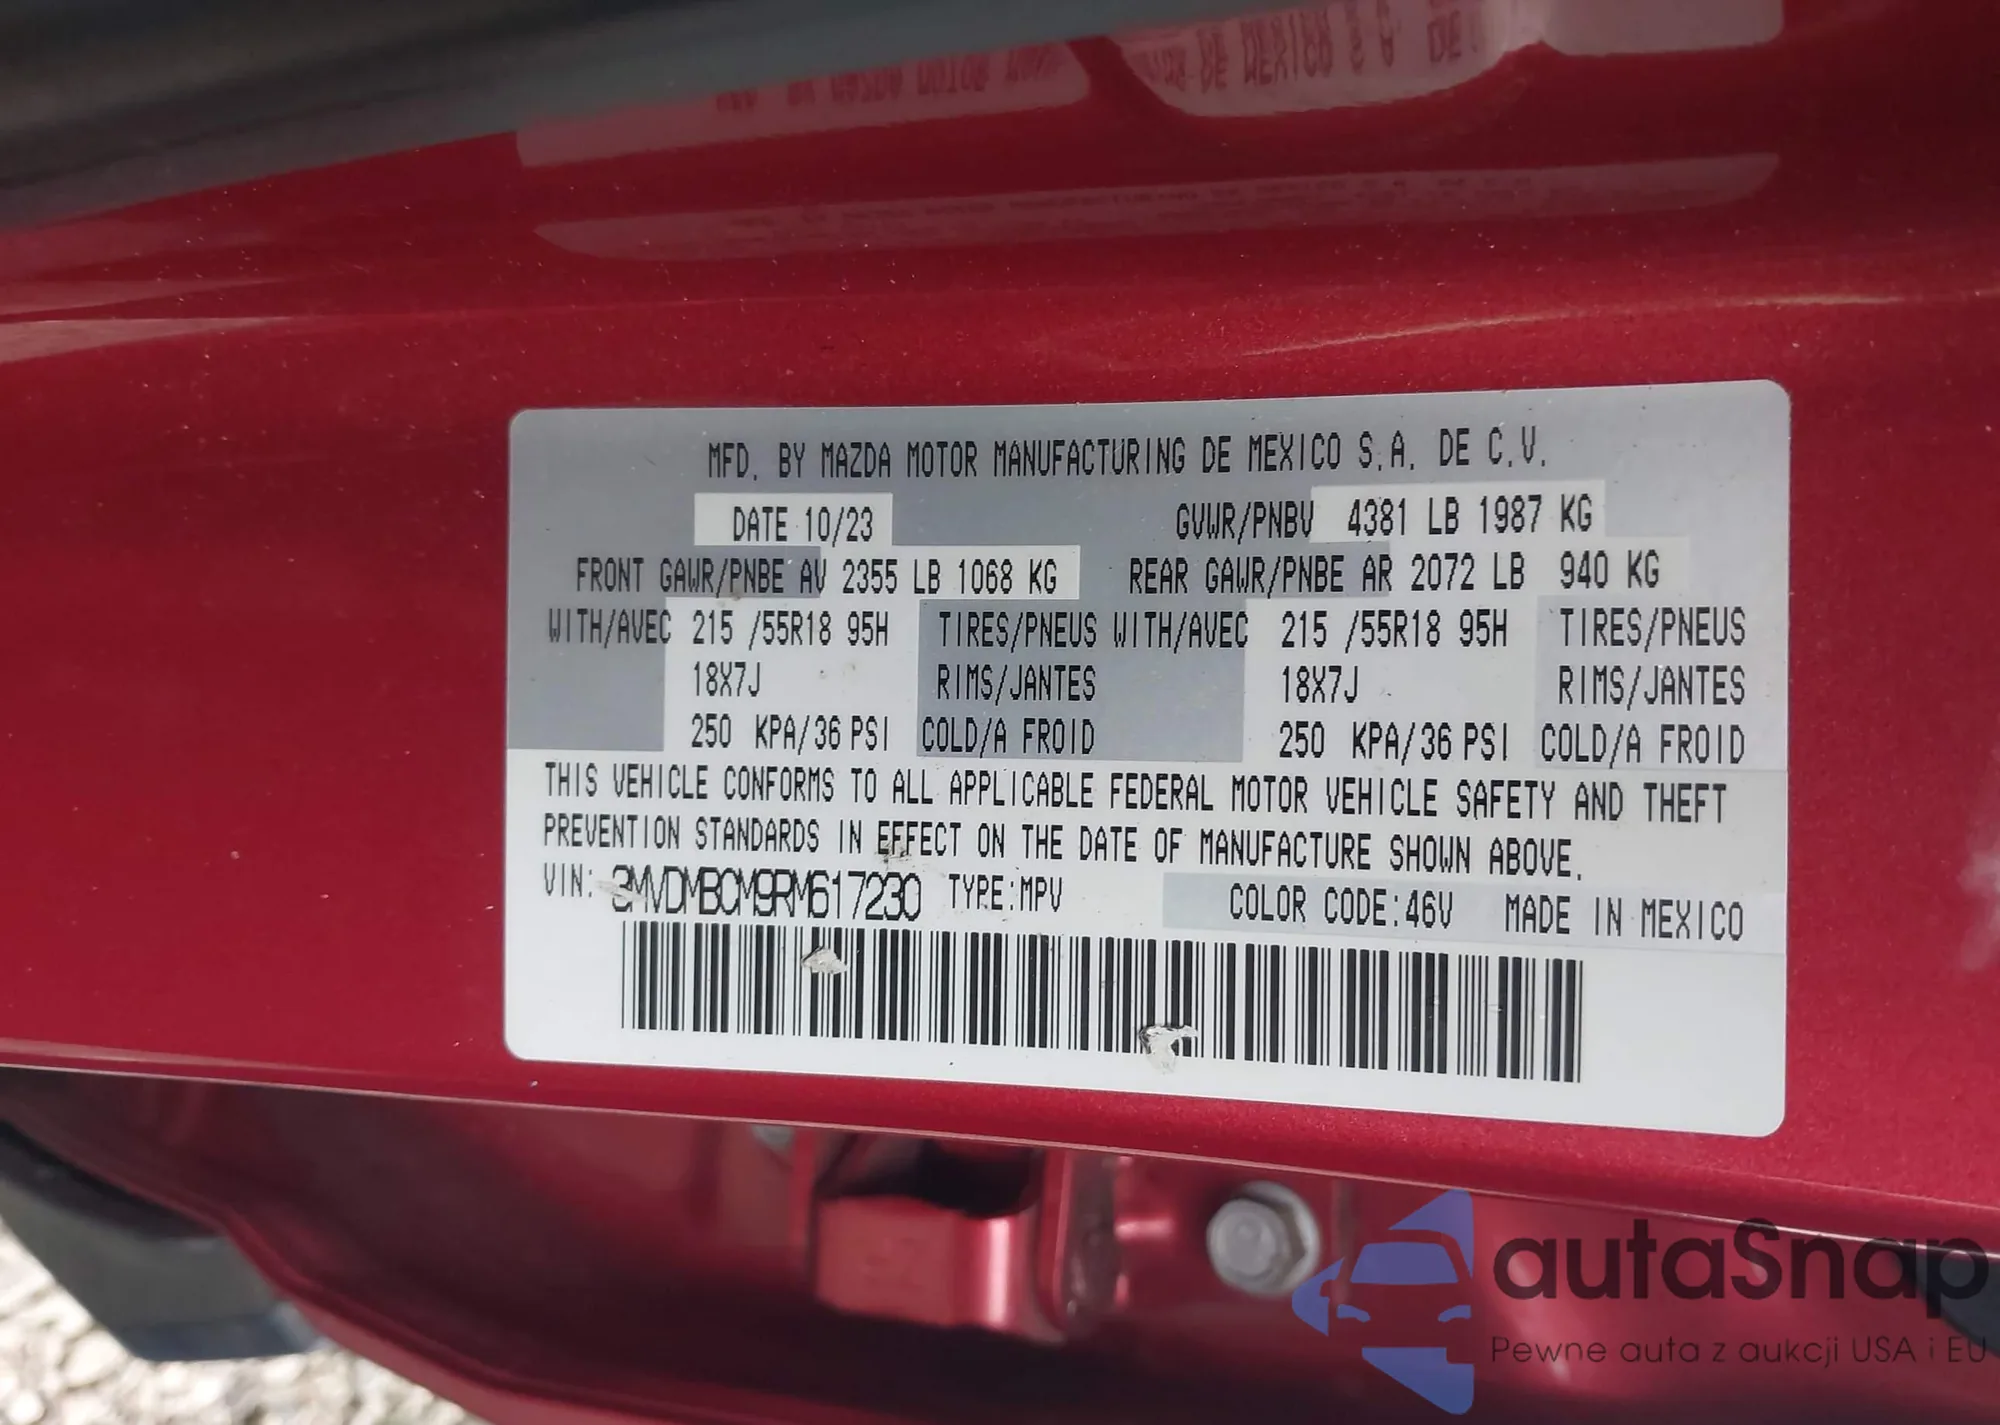 MFD. BY MAZDA MOTOR MANUFACTURING DE MEXICO S.A. DE C.V.
DATE 10/23 GVWR/PNBV 4381 LB 1987 KG
FRONT GAWR/PNBE AV 2355 LB 1068 KG REAR GAWR/PNBE AR 2072 LB 940 KG
WITH/AVEC 215 /55R18 95H TIRES/PNEUS WITH/AVEC 215 /55R18 95H TIRES/PNEUS
18X7J RIMS/JANTES 18X7J RIMS/JANTES
250 KPA/36 PSI COLD/A FROID 250 KPA/36 PSI COLD/A FROID
THIS VEHICLE CONFORMS TO ALL APPLICABLE FEDERAL MOTOR VEHICLE SAFETY AND THEFT
PREVENTION STANDARDS IN EFFECT ON THE DATE OF MANUFACTURE SHOWN ABOVE.
VIN: 3MVDMBCM9RM617230 TYPE:MPV COLOR CODE:46V MADE IN MEXICO
autaSnap
Pewne auta z aukcji USA i EU